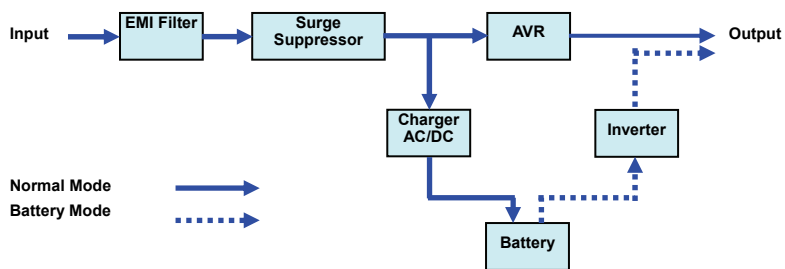 Input
EMI Filter
Surge
Suppressor
AVR
Output
Charger
AC/DC
Inverter
Normal Mode
Battery Mode
Battery